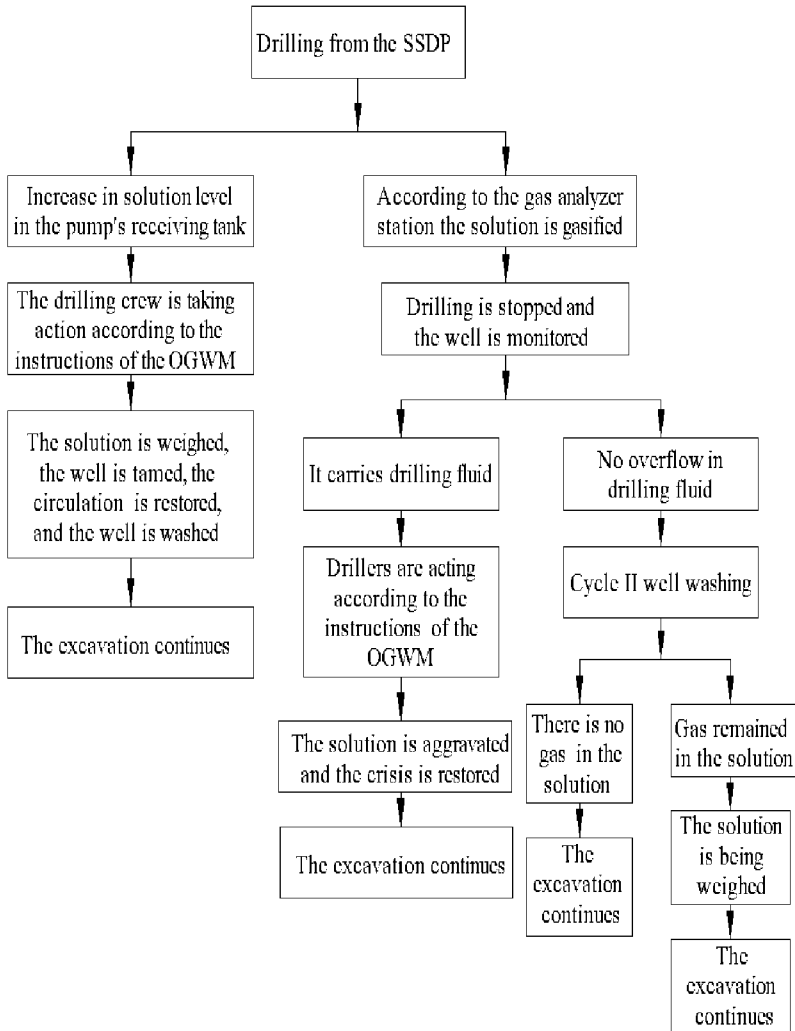 Drilling from the SSDP
Increase in solution level
in the pump's receiving tank
According to the gas analyzer
station the solution is gasified
The drilling crew is taking
action according to the
instructions of the OGWM
Drilling is stopped and
the well is monitored
The solution is weighed,
the well is tamed, the
circulation is restored,
and the well is washed
It carries drilling fluid
No overflow in
drilling fluid
The excavation continues
Drillers are acting
according to the
instructions of the
OGWM
Cycle II well washing
The solution is aggravated
and the crisis is restored
There is no
gas in the
solution
Gas remained
in the solution
The excavation continues
The
excavation
continues
The solution
is being
weighed
The
excavation
continues